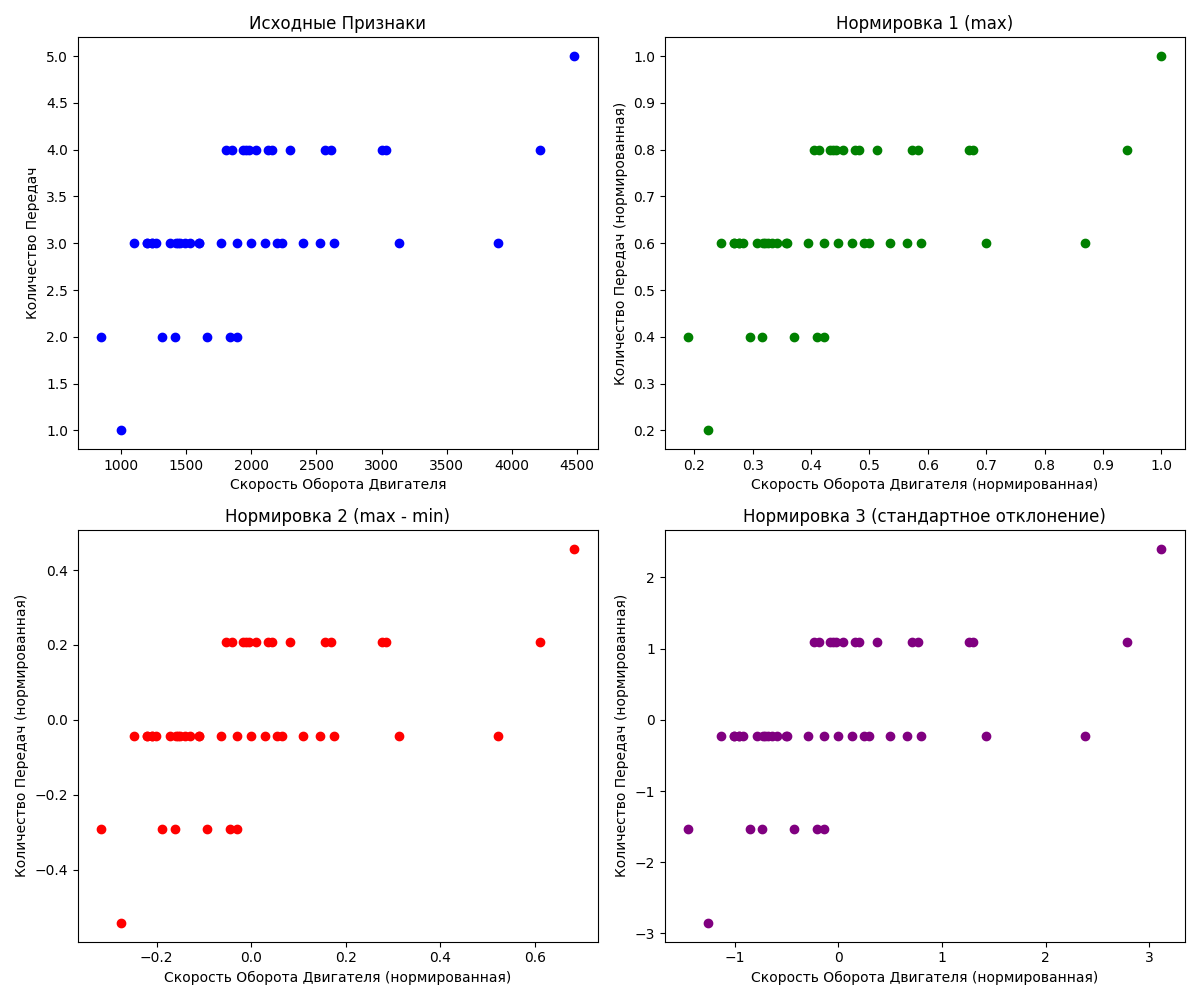 Исходные Признаки
5.0
4.5
4.0
3.5
3.0
2.5
2.0
1.5
1.0
Количество Передач
1000 1500 2000 2500 3000 3500 4000 4500
Скорость Оборота Двигателя
Нормировка 1 (max)
1.0
0.9
0.8
0.7
0.6
0.5
0.4
0.3
0.2
Количество Передач (нормированная)
0.2 0.3 0.4 0.5 0.6 0.7 0.8 0.9 1.0
Скорость Оборота Двигателя (нормированная)
Нормировка 2 (max - min)
0.4
0.2
0.0
−0.2
−0.4
Количество Передач (нормированная)
−0.2 0.0 0.2 0.4 0.6
Скорость Оборота Двигателя (нормированная)
Нормировка 3 (стандартное отклонение)
2
1
0
−1
−2
−3
Количество Передач (нормированная)
−1 0 1 2 3
Скорость Оборота Двигателя (нормированная)